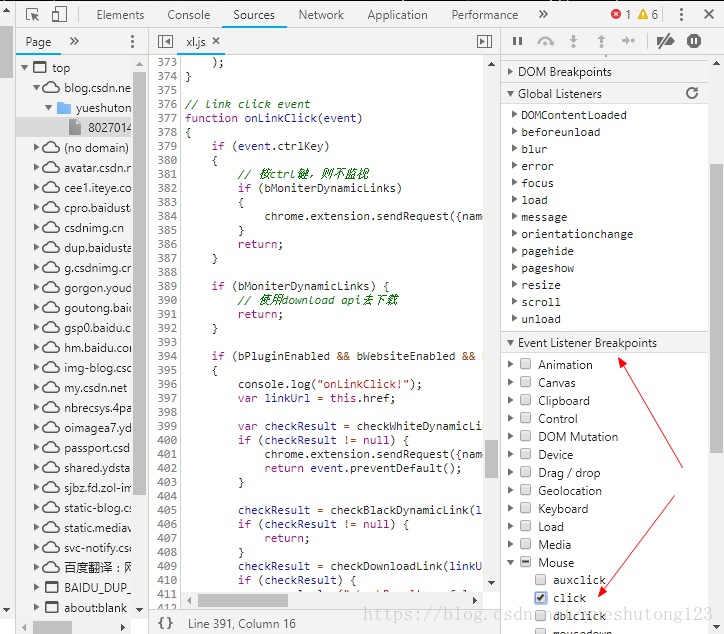 Elements Console Sources Network Application Performance » 1 6
Page »
top
blog.csdn.ne
yueshuton
8027014
(no domain)
avatar.csdn.n
cee1.iteye.co
cpro.baidusta
csdnimg.cn
dup.baidusta
g.csdnimg.cn
gorgon.youd
goutong.baid
gsp0.baidu.c
hm.baidu.com
img-blog.csd
my.csdn.net
nbrecsys.4pa
oimagea7.yd
passport.csd
shared.ydsta
sjbz.fd.zol-im
static-blog.cs
static.mediav
svc-notify.csd
百度翻译：网
BAIDU_DUP_
about:blank
xl.js ×
373 );
374 }
375
376 // link click event
377 function onLinkClick(event)
378 {
379 if (event.ctrlKey)
380 {
381 // 按ctrl键，则不监视
382 if (bMoniterDynamicLinks)
383 {
384 chrome.extension.sendRequest({nam
385 }
386 return;
387 }
388
389 if (bMoniterDynamicLinks) {
390 // 使用download api去下载
391 return;
392 }
393
394 if (bPluginEnabled && bWebsiteEnabled &&
395 {
396 console.log("onLinkClick!");
397 var linkUrl = this.href;
398
399 var checkResult = checkWhiteDynamicLin
400 if (checkResult != null) {
401 chrome.extension.sendRequest({nam
402 return event.preventDefault();
403 }
404
405 checkResult = checkBlackDynamicLink(l
406 if (checkResult != null) {
407 return;
408 }
409 checkResult = checkDownloadLink(linkU
410 if (checkResult) {
411
412
{} Line 391, Column 16
DOM Breakpoints
Global Listeners
DOMContentLoaded
beforeunload
blur
error
focus
load
message
orientationchange
pagehide
pageshow
resize
scroll
unload
Event Listener Breakpoints
Animation
Canvas
Clipboard
Control
DOM Mutation
Device
Drag / drop
Geolocation
Keyboard
Load
Media
Mouse
auxclick
click
dblclick
mousedown
https://blog.csdn.net/yueshutong123